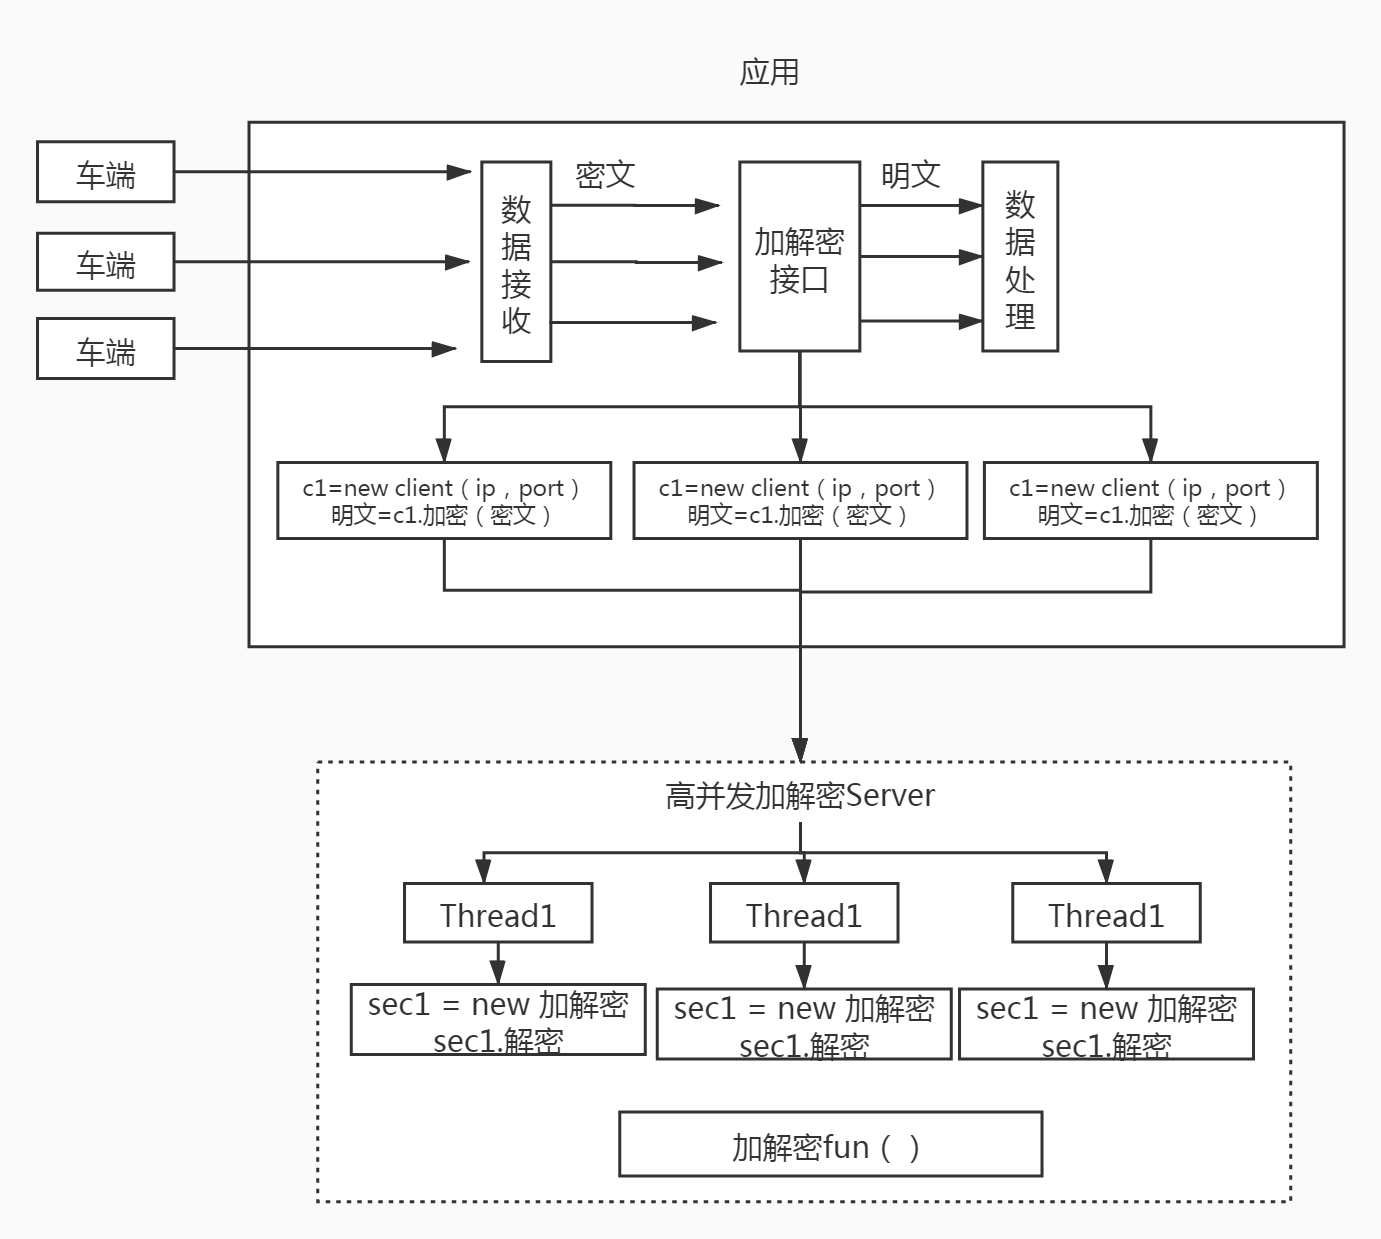 应用
车端
车端
车端
数
据
接
收
密文
加解密
接口
明文
数
据
处
理
c1=new client（ip，port）
明文=c1.加密（密文）
c1=new client（ip，port）
明文=c1.加密（密文）
c1=new client（ip，port）
明文=c1.加密（密文）
高并发加解密Server
Thread1
Thread1
Thread1
sec1 = new 加解密
sec1.解密
sec1 = new 加解密
sec1.解密
sec1 = new 加解密
sec1.解密
加解密fun（ ）